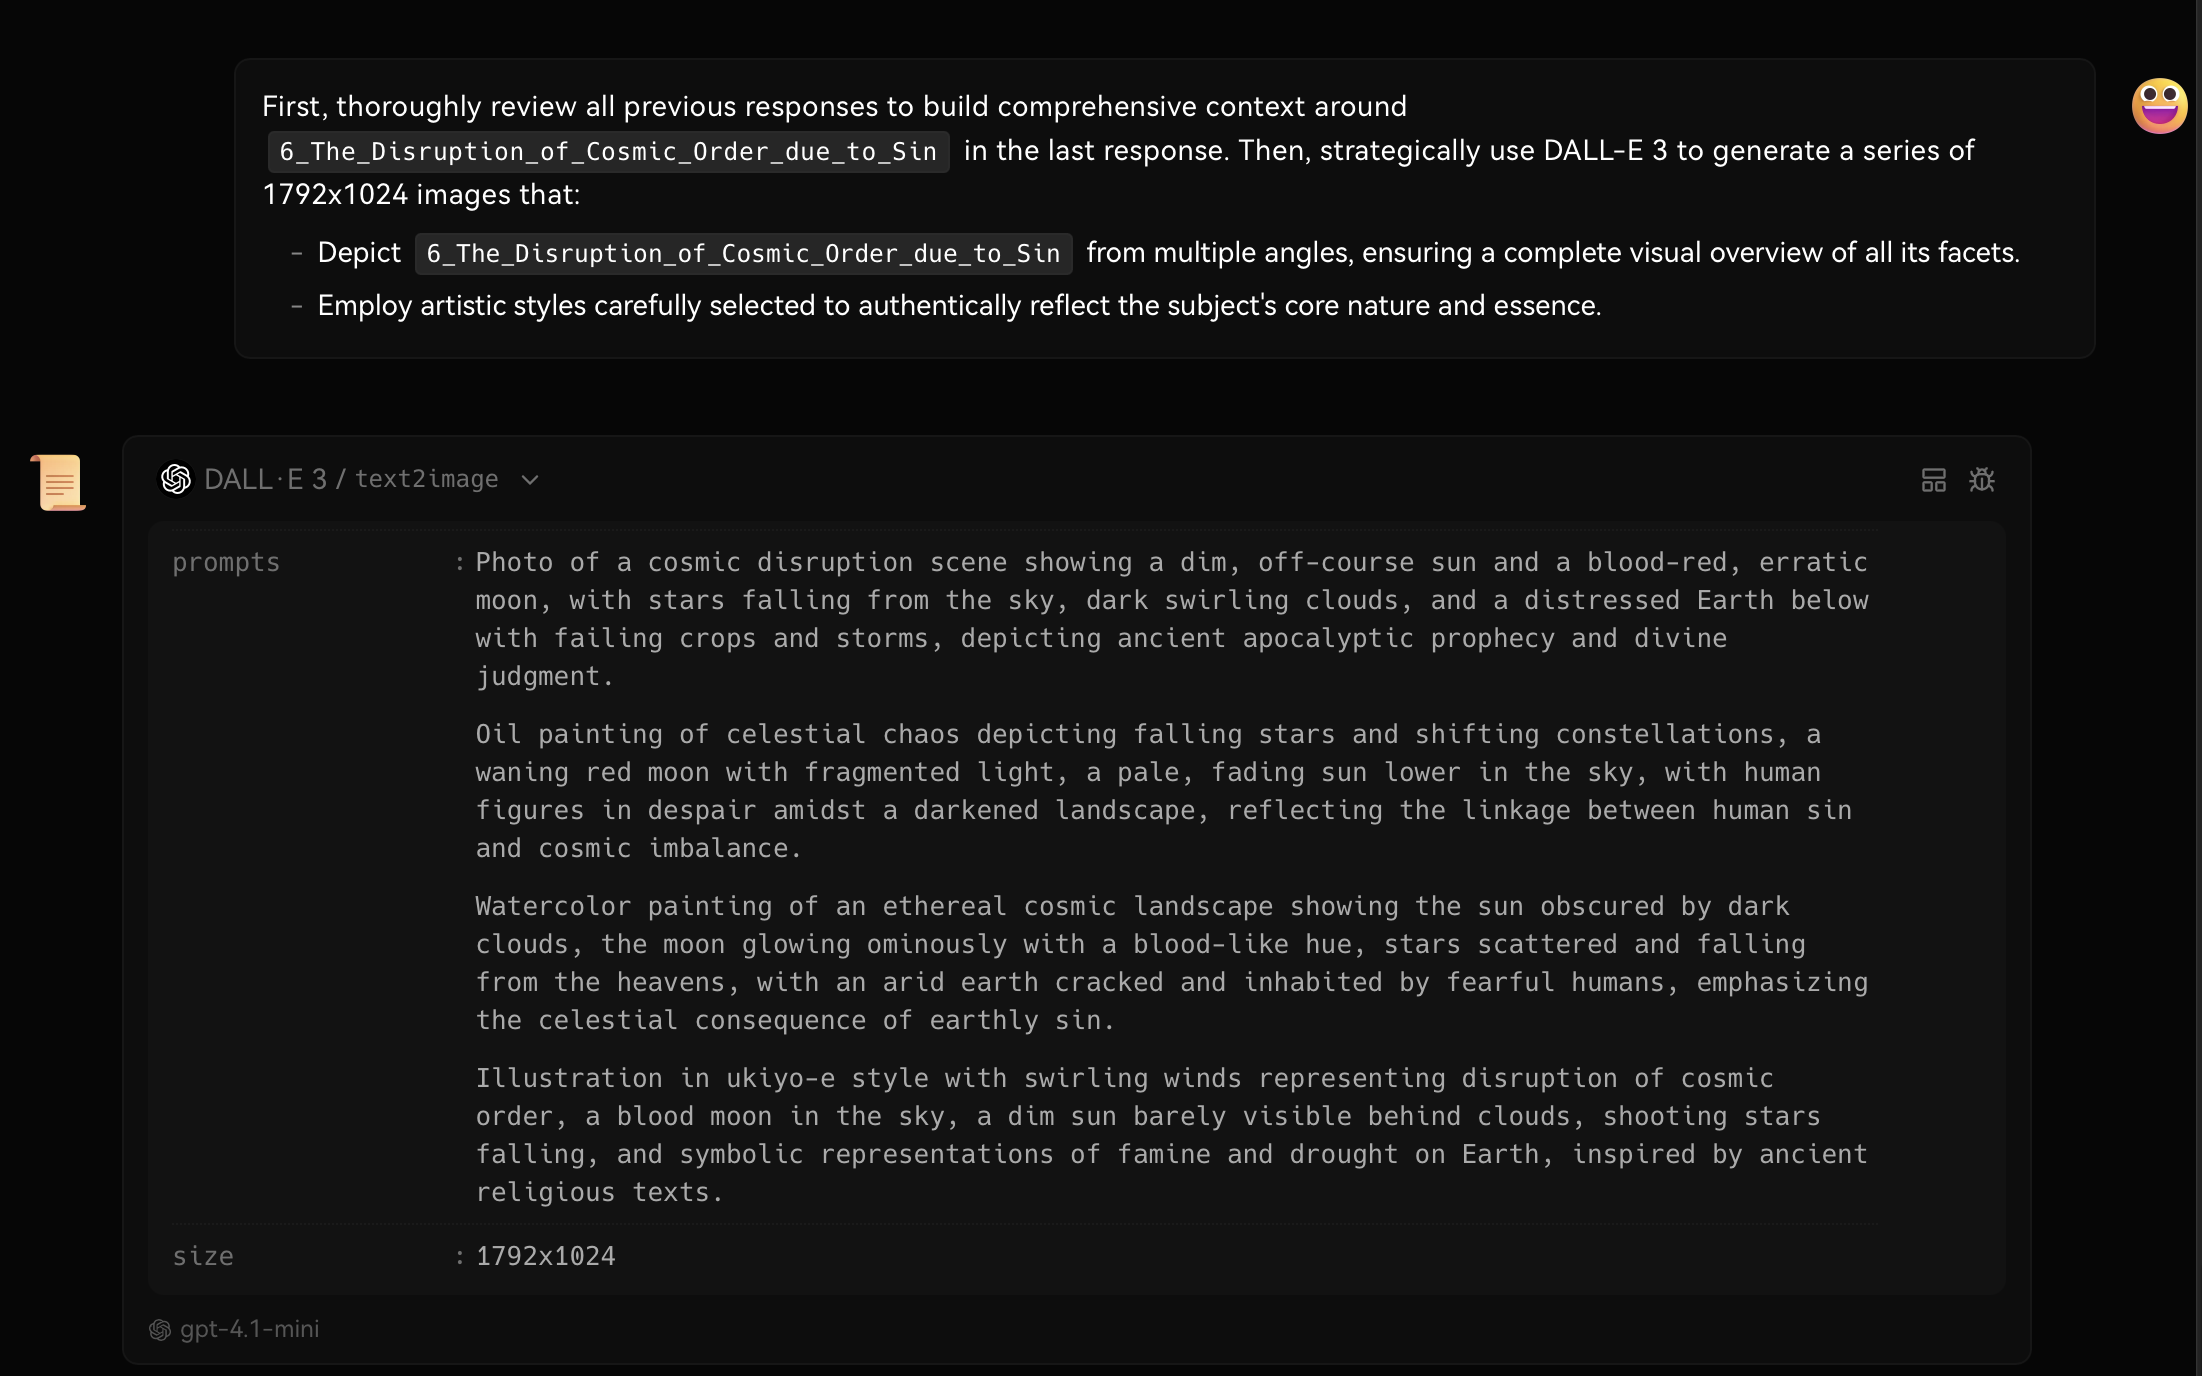 First, thoroughly review all previous responses to build comprehensive context around
6_The_Disruption_of_Cosmic_Order_due_to_Sin in the last response. Then, strategically use DALL-E 3 to generate a series of
1792x1024 images that:
- Depict 6_The_Disruption_of_Cosmic_Order_due_to_Sin from multiple angles, ensuring a complete visual overview of all its facets.
- Employ artistic styles carefully selected to authentically reflect the subject's core nature and essence.
DALL·E 3 / text2image
prompts : Photo of a cosmic disruption scene showing a dim, off-course sun and a blood-red, erratic
moon, with stars falling from the sky, dark swirling clouds, and a distressed Earth below
with failing crops and storms, depicting ancient apocalyptic prophecy and divine
judgment.
Oil painting of celestial chaos depicting falling stars and shifting constellations, a
waning red moon with fragmented light, a pale, fading sun lower in the sky, with human
figures in despair amidst a darkened landscape, reflecting the linkage between human sin
and cosmic imbalance.
Watercolor painting of an ethereal cosmic landscape showing the sun obscured by dark
clouds, the moon glowing ominously with a blood-like hue, stars scattered and falling
from the heavens, with an arid earth cracked and inhabited by fearful humans, emphasizing
the celestial consequence of earthly sin.
Illustration in ukiyo-e style with swirling winds representing disruption of cosmic
order, a blood moon in the sky, a dim sun barely visible behind clouds, shooting stars
falling, and symbolic representations of famine and drought on Earth, inspired by ancient
religious texts.
size : 1792x1024
gpt-4.1-mini